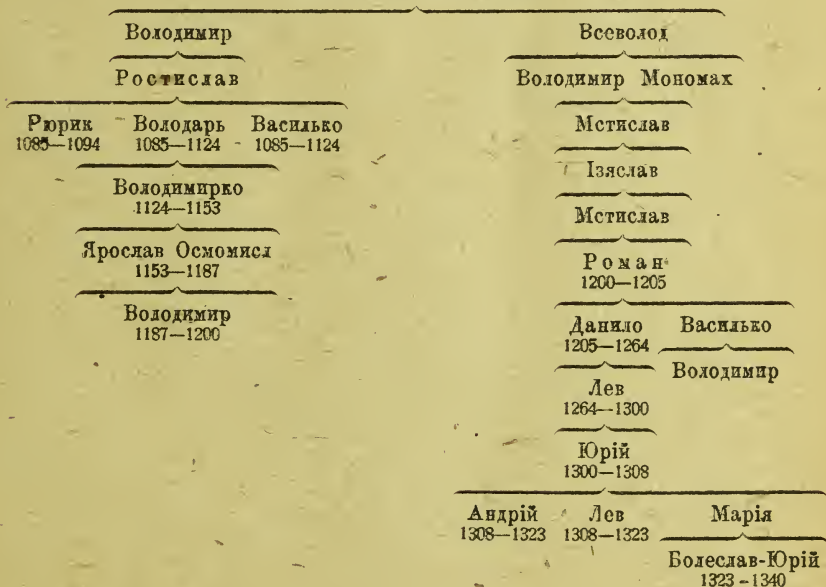 Володимир Всеволод
Ростислав Володимир Мономах
Рюрик Володарь Василько Мстислав
1085—1094 1085—1124 1085—1124
Ізяслав
Володимирко
1124—1153
Мстислав
Ярослав Осмомисл
1153—1187
Роман
1200—1205
Володимир
1187—1200
Данило Василько
1205—1264
Володимир
Лев
1264—1300
Юрій
1300—1308
Андрій Лев Марія
1308—1323 1308—1323
Болеслав-Юрій
1323-1340